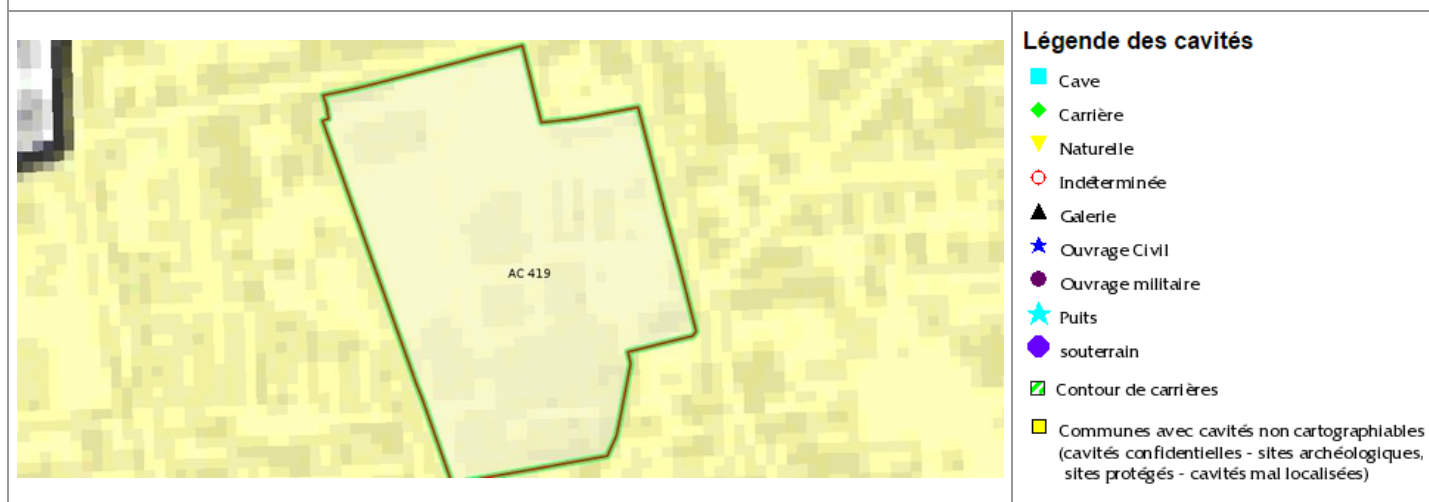 AC 419
Légende des cavités
Cave
Carrière
Naturelle
Indéterminée
Galerie
Ouvrage Civil
Ouvrage militaire
Puits
souterrain
Contour de carrières
Communes avec cavités non cartographiables
(cavités confidentielles - sites archéologiques,
sites protégés - cavités mal localisées)